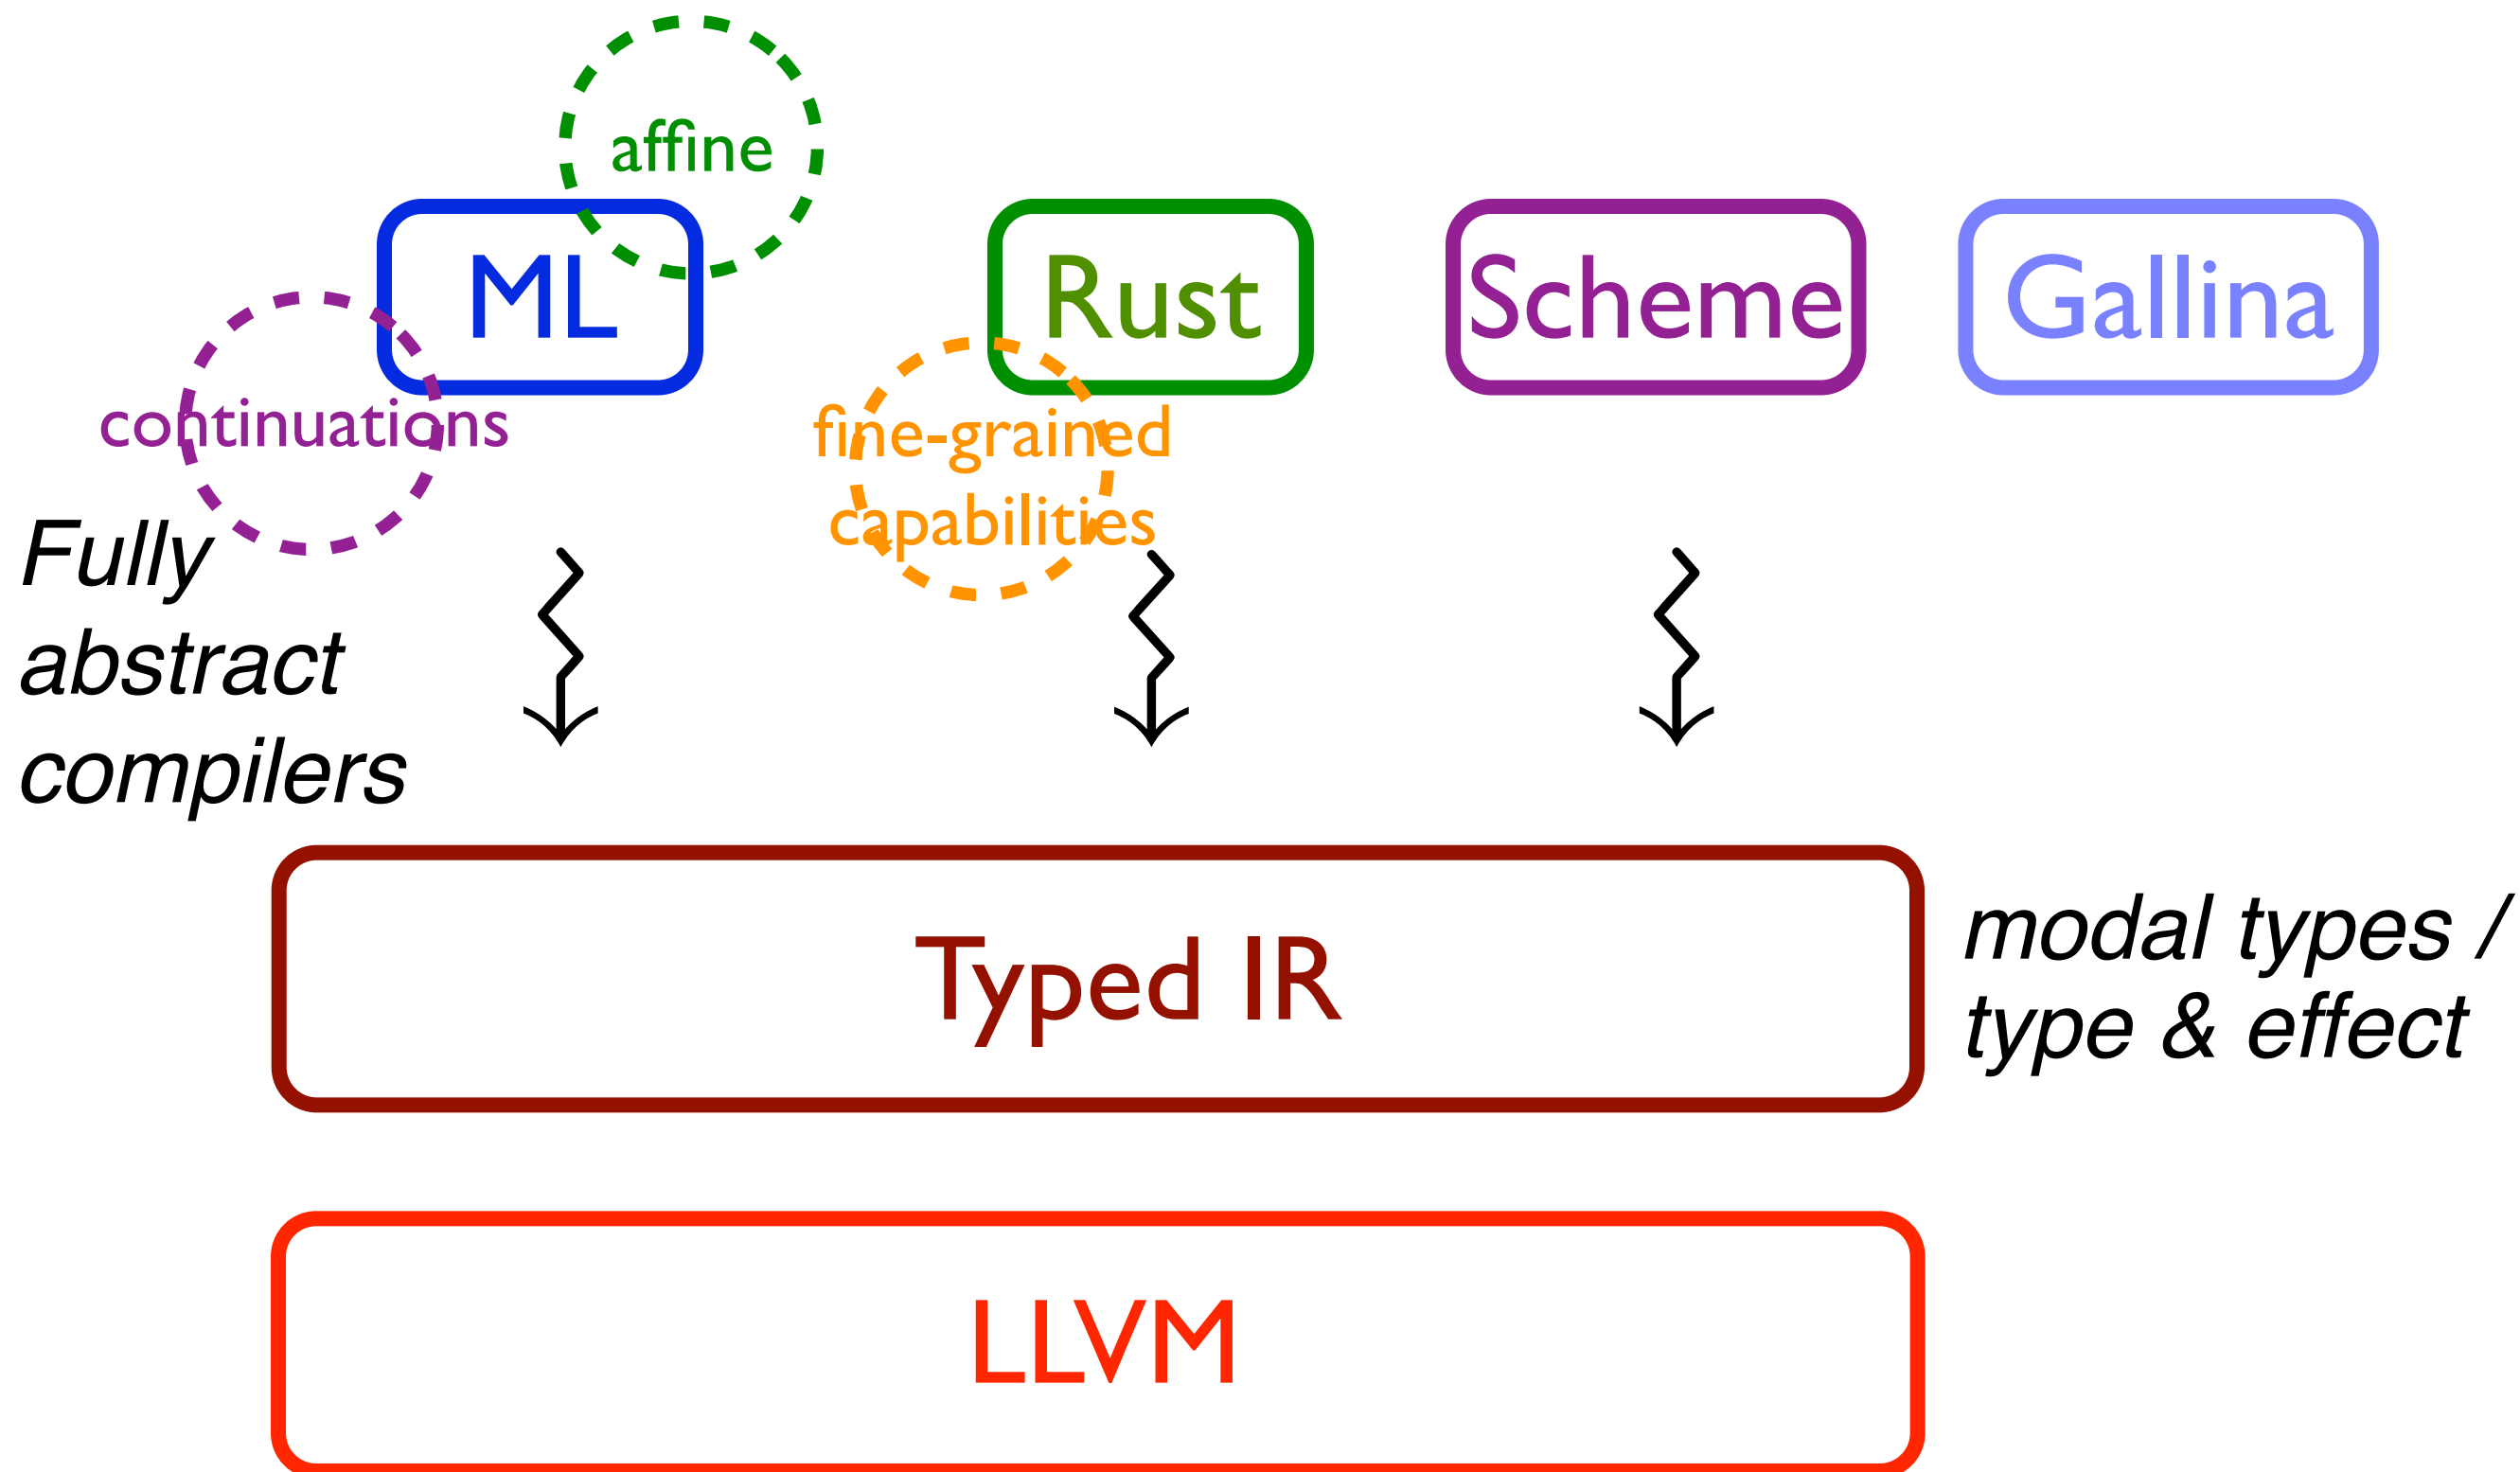 affine
ML
Rust
Scheme
Gallina
continuations
fine-grained
capabilities
Fully
abstract
compilers
Typed IR
modal types /
type & effect
LLVM